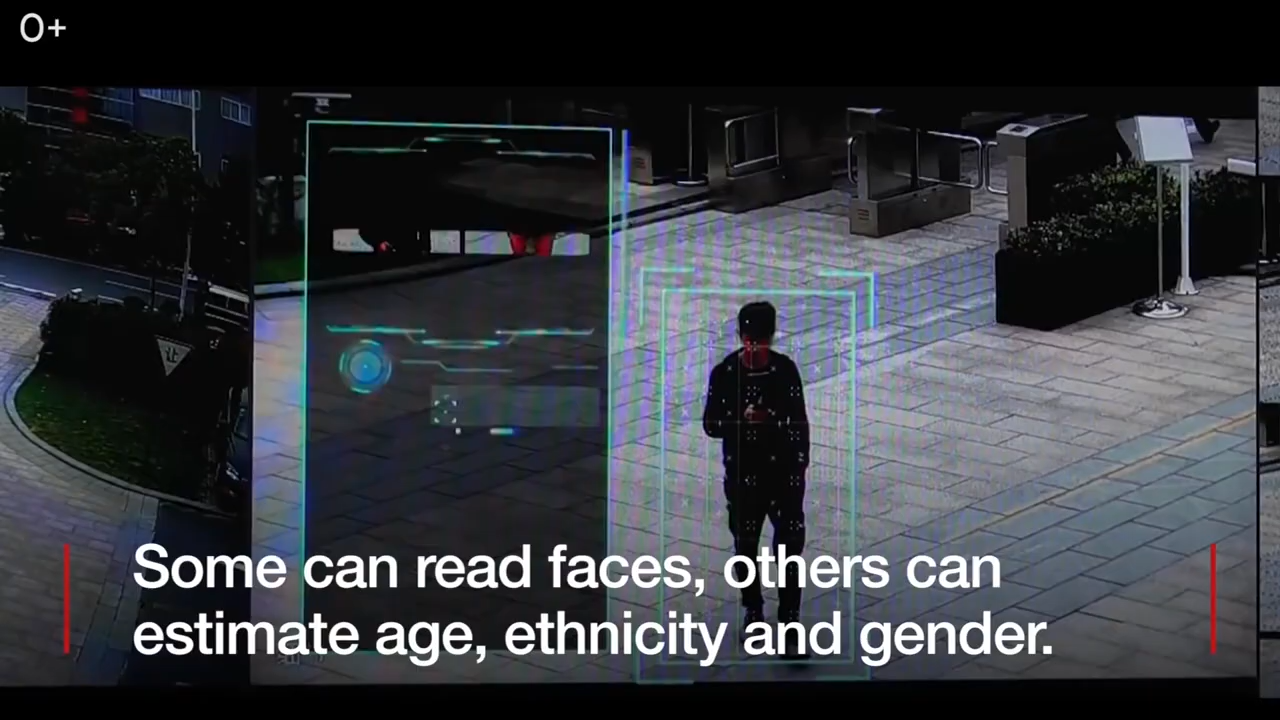 0+
Some can read faces, others can
estimate age, ethnicity and gender.